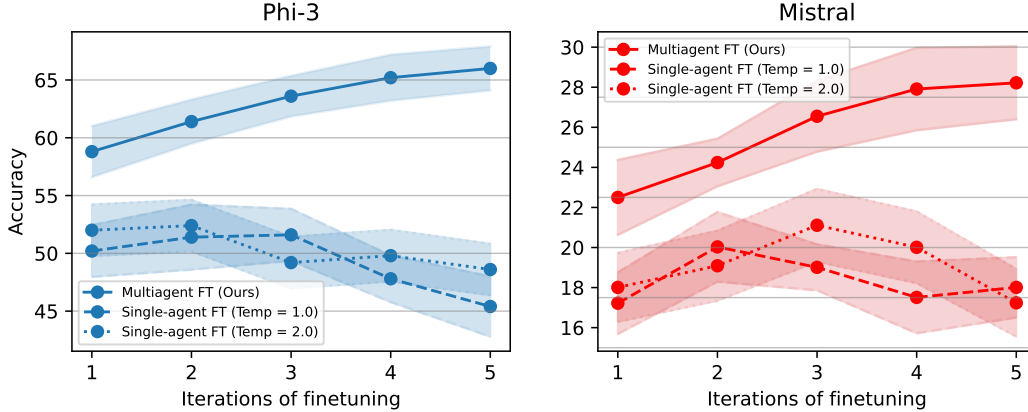 Phi-3
Accuracy
65
60
55
50
45
Multiagent FT (Ours)
Single-agent FT (Temp = 1.0)
Single-agent FT (Temp = 2.0)
1 2 3 4 5
Iterations of finetuning
Mistral
30
28
26
24
22
20
18
16
Multiagent FT (Ours)
Single-agent FT (Temp = 1.0)
Single-agent FT (Temp = 2.0)
1 2 3 4 5
Iterations of finetuning